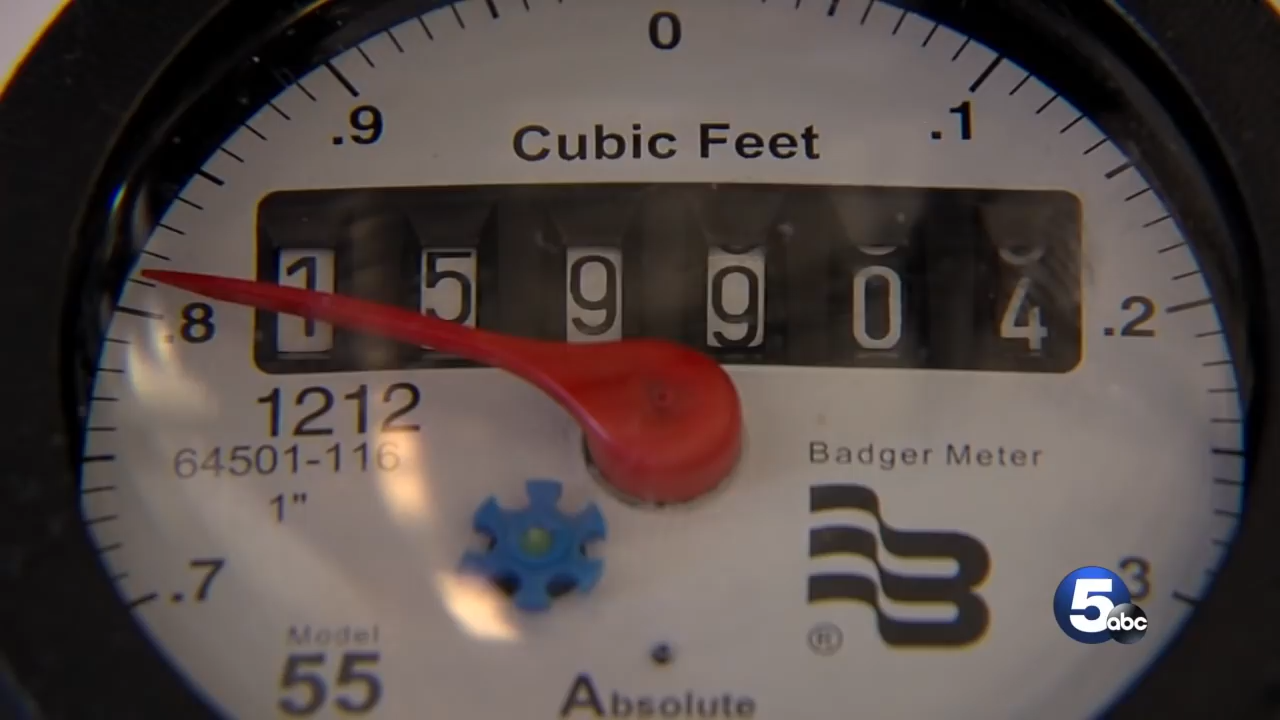 0
.9
.1
Cubic Feet
1 5 9 9 0 4
.8
.2
1212
64501-116
1"
Badger Meter
.7
3
5abc
®
Model
55
Absolute